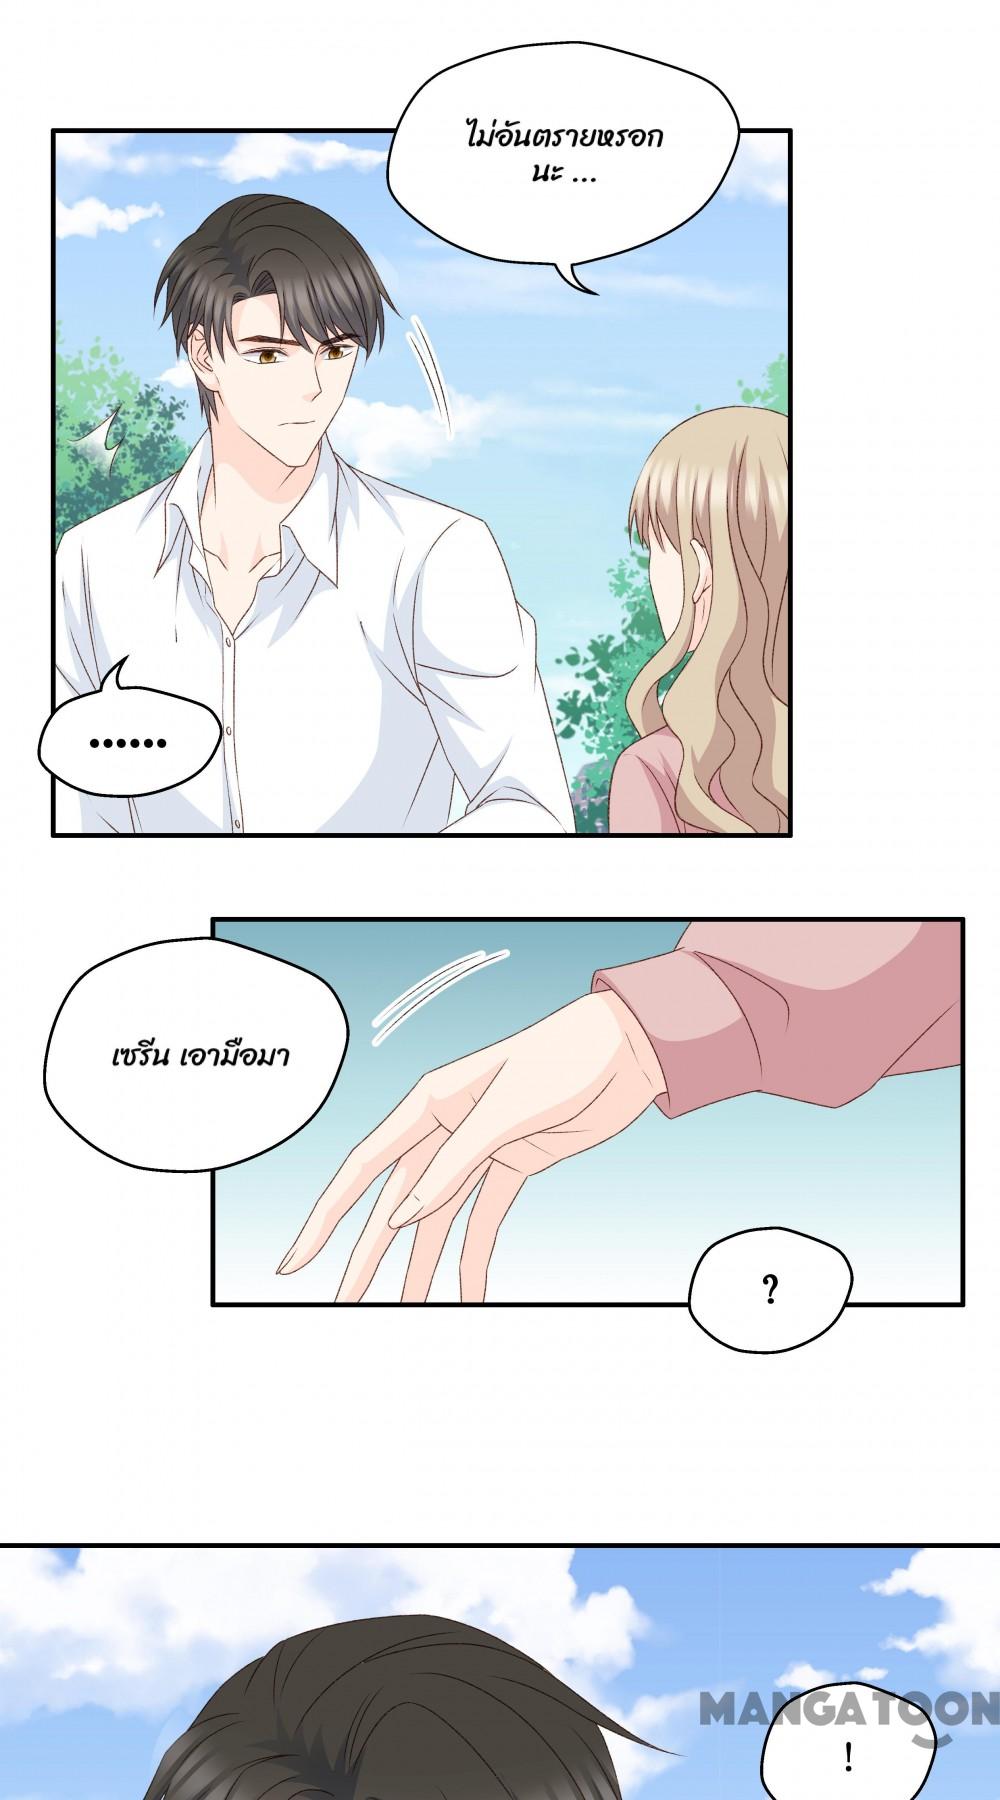 ไม่อันตรายหรอก
นะ ...
......
เซรีน เอามือมา
?
MANGATOON
!